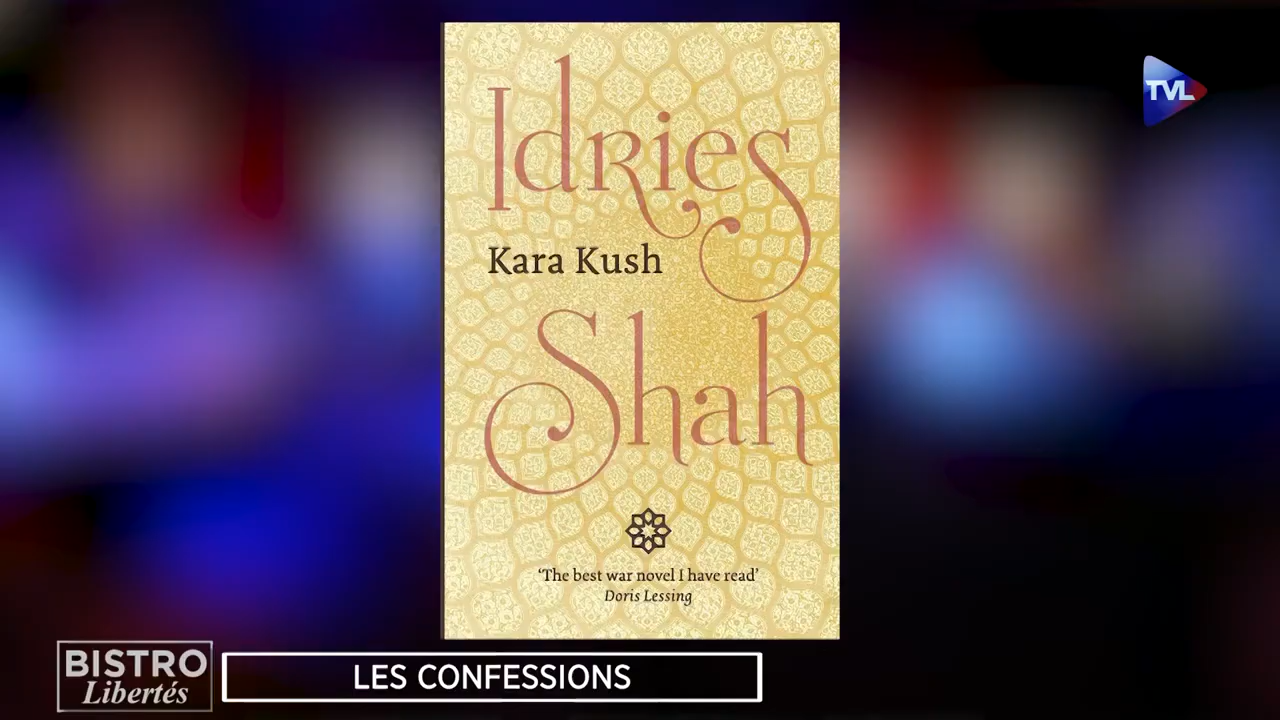 TVL
Idries
Kara Kush
Shah
‘The best war novel I have read’
Doris Lessing
BISTRO
Libertés
LES CONFESSIONS